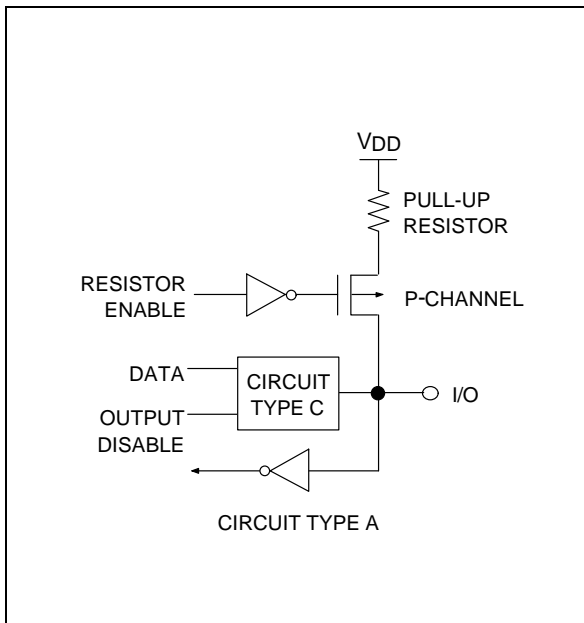 VDD
PULL-UP
RESISTOR
RESISTOR
ENABLE
P-CHANNEL
DATA
CIRCUIT
TYPE C
I/O
OUTPUT
DISABLE
CIRCUIT TYPE A